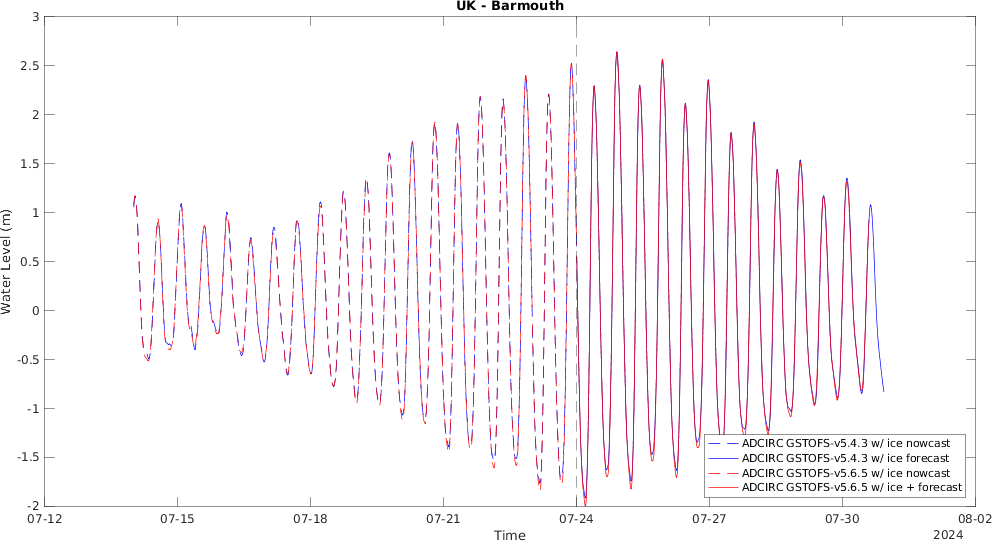 UK - Barmouth
3
2.5
2
1.5
1
0.5
0
-0.5
-1
-1.5
-2
Water Level (m)
07-12 07-15 07-18 07-21 07-24 07-27 07-30 08-02
Time
2024
ADCIRC GSTOFS-v5.4.3 w/ ice nowcast
ADCIRC GSTOFS-v5.4.3 w/ ice forecast
ADCIRC GSTOFS-v5.6.5 w/ ice nowcast
ADCIRC GSTOFS-v5.6.5 w/ ice + forecast